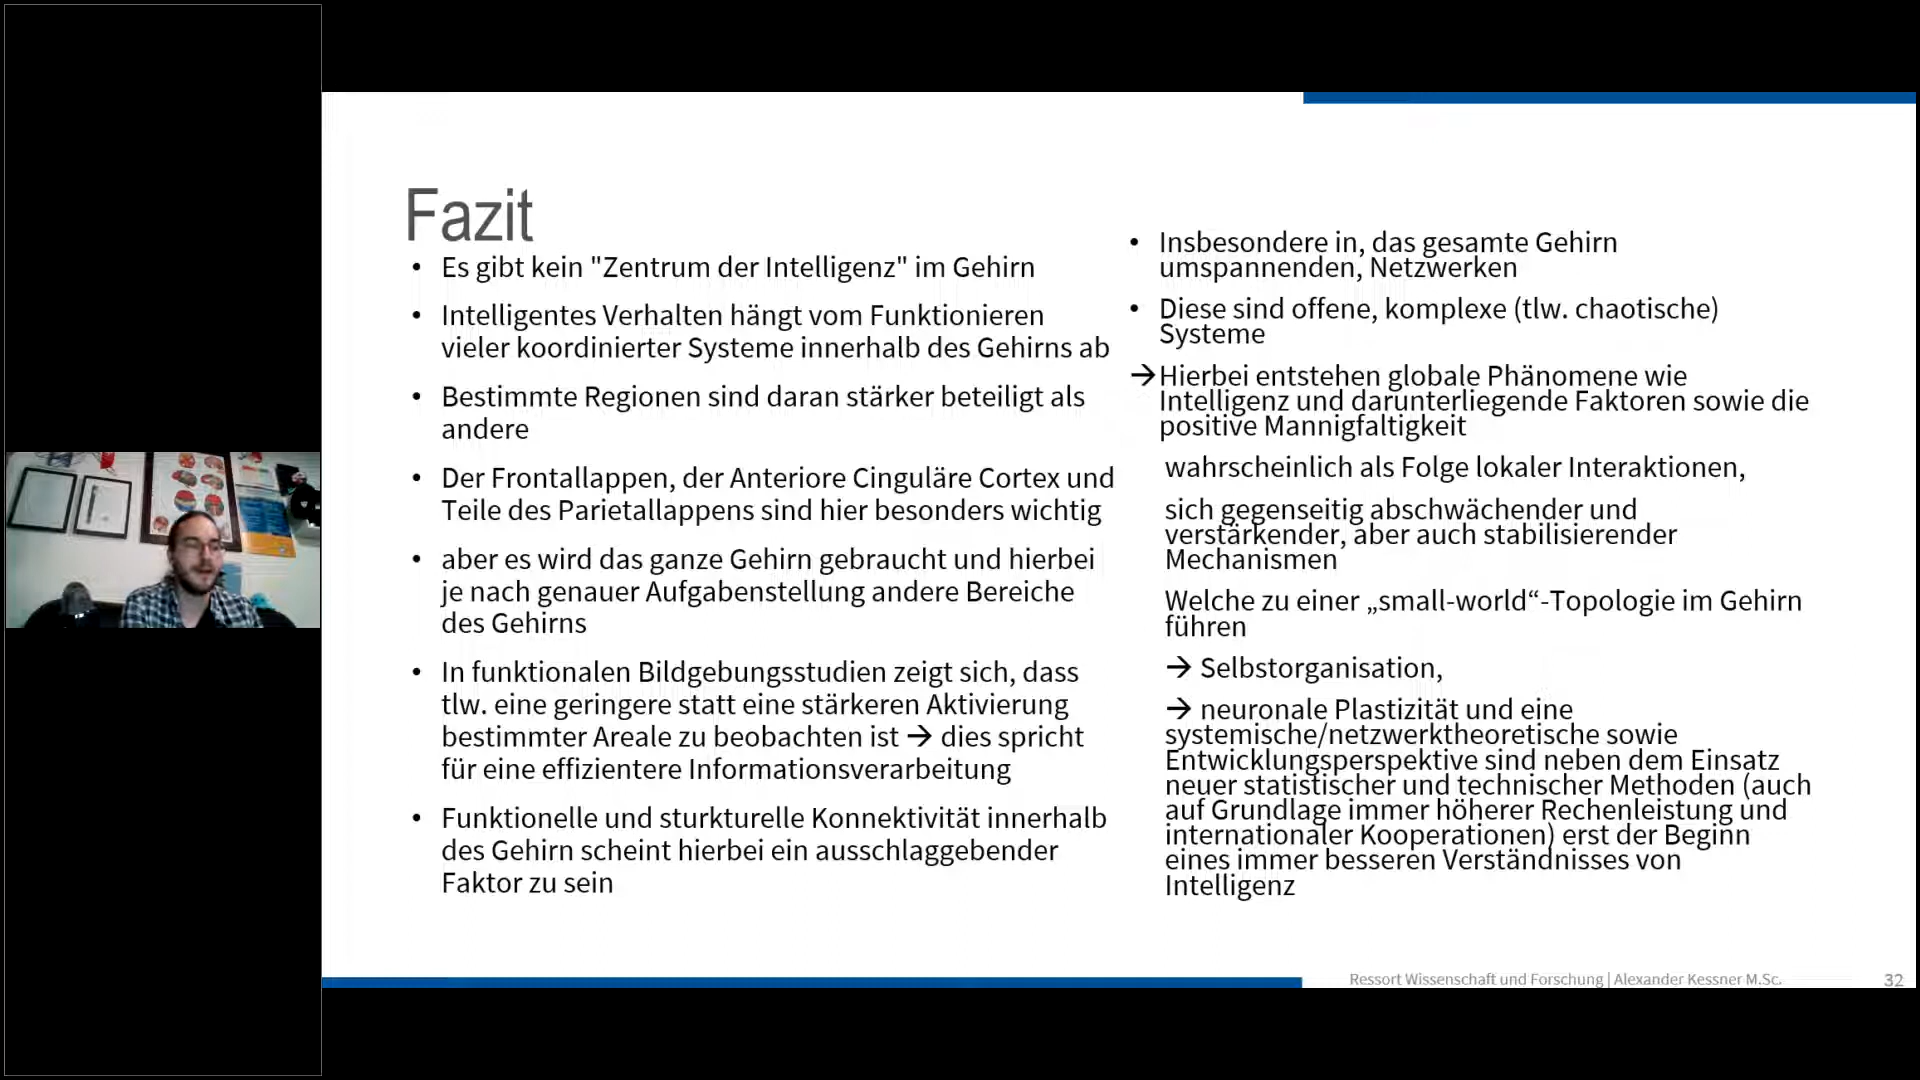 Fazit
• Es gibt kein "Zentrum der Intelligenz" im Gehirn
• Intelligentes Verhalten hängt vom Funktionieren
vieler koordinierter Systeme innerhalb des Gehirns ab
• Bestimmte Regionen sind daran stärker beteiligt als
andere
• Der Frontallappen, der Anteriore Cinguläre Cortex und
Teile des Parietallappens sind hier besonders wichtig
• aber es wird das ganze Gehirn gebraucht und hierbei
je nach genauer Aufgabenstellung andere Bereiche
des Gehirns
• In funktionalen Bildgebungsstudien zeigt sich, dass
tlw. eine geringere statt eine stärkeren Aktivierung
bestimmter Areale zu beobachten ist → dies spricht
für eine effizientere Informationsverarbeitung
• Funktionelle und sturkturelle Konnektivität innerhalb
des Gehirn scheint hierbei ein ausschlaggebender
Faktor zu sein
• Insbesondere in, das gesamte Gehirn
umspannenden, Netzwerken
• Diese sind offene, komplexe (tlw. chaotische)
Systeme
→ Hierbei entstehen globale Phänomene wie
Intelligenz und darunterliegende Faktoren sowie die
positive Mannigfaltigkeit
wahrscheinlich als Folge lokaler Interaktionen,
sich gegenseitig abschwächender und
verstärkender, aber auch stabilisierender
Mechanismen
Welche zu einer „small-world“-Topologie im Gehirn
führen
→ Selbstorganisation,
→ neuronale Plastizität und eine
systemische/netzwerktheoretische sowie
Entwicklungsperspektive sind neben dem Einsatz
neuer statistischer und technischer Methoden (auch
auf Grundlage immer höherer Rechenleistung und
internationaler Kooperationen) erst der Beginn
eines immer besseren Verständnisses von
Intelligenz
Ressort Wissenschaft und Forschung | Alexander Kessner M.Sc.
32